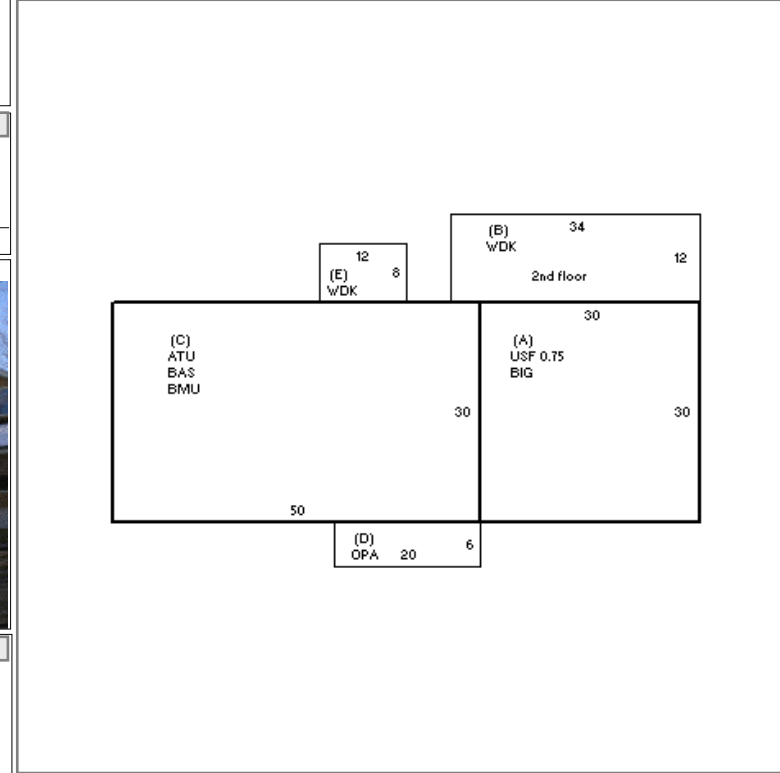 (B)
WDK
34
12
2nd floor
12
(E)
8
WDK
30
(C)
ATU
BAS
BMU
30
50
(A)
USF 0.75
BIG
30
(D)
OPA
20
6